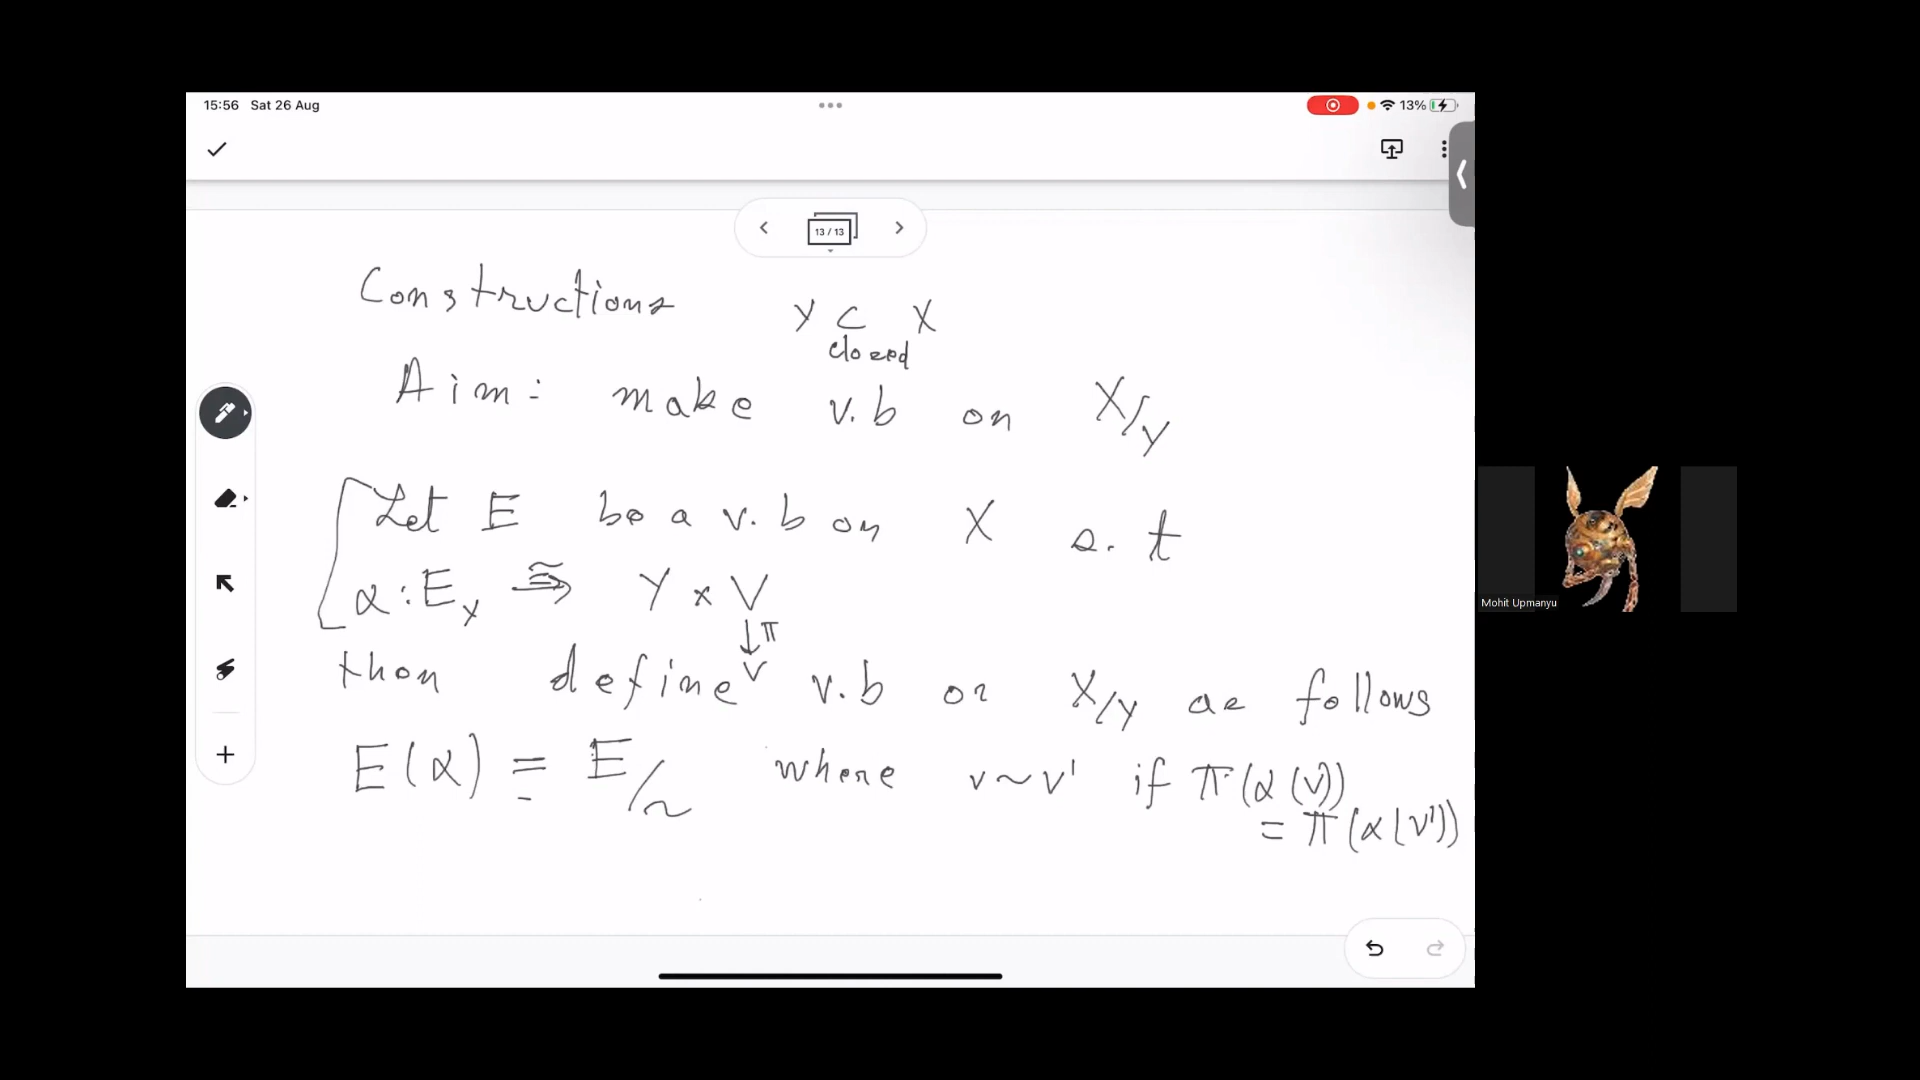 15:56 Sat 26 Aug
13%
13 / 13
Constructions Y ⊂ X
closed
Aim: make v.b on X/Y
Let E be a v.b on X s.t
α : E_Y ≅→ Y × V
↓π
V
then define v.b on X/Y as follows
E(α) = E/~ where v ~ v' if π(α(v))
= π(α(v'))
Mohit Upmanyu